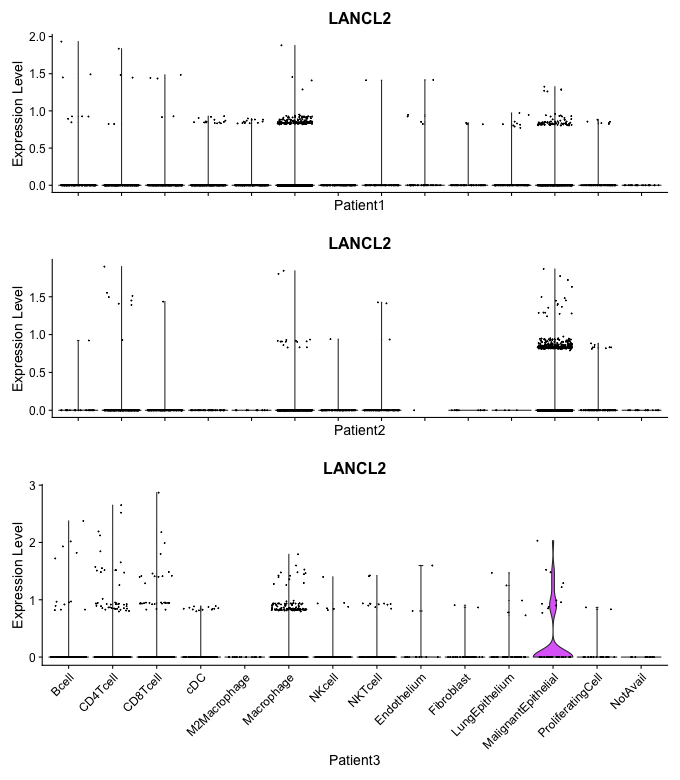 LANCL2
Expression Level
2.0
1.5
1.0
0.5
0.0
Patient1
LANCL2
Expression Level
1.5
1.0
0.5
0.0
Patient2
LANCL2
Expression Level
3
2
1
0
Bcell
CD4Tcell
CD8Tcell
cDC
M2Macrophage
Macrophage
NKcell
NKTcell
Endothelium
Fibroblast
LungEpithelium
MalignantEpithelial
ProliferatingCell
NotAvail
Patient3